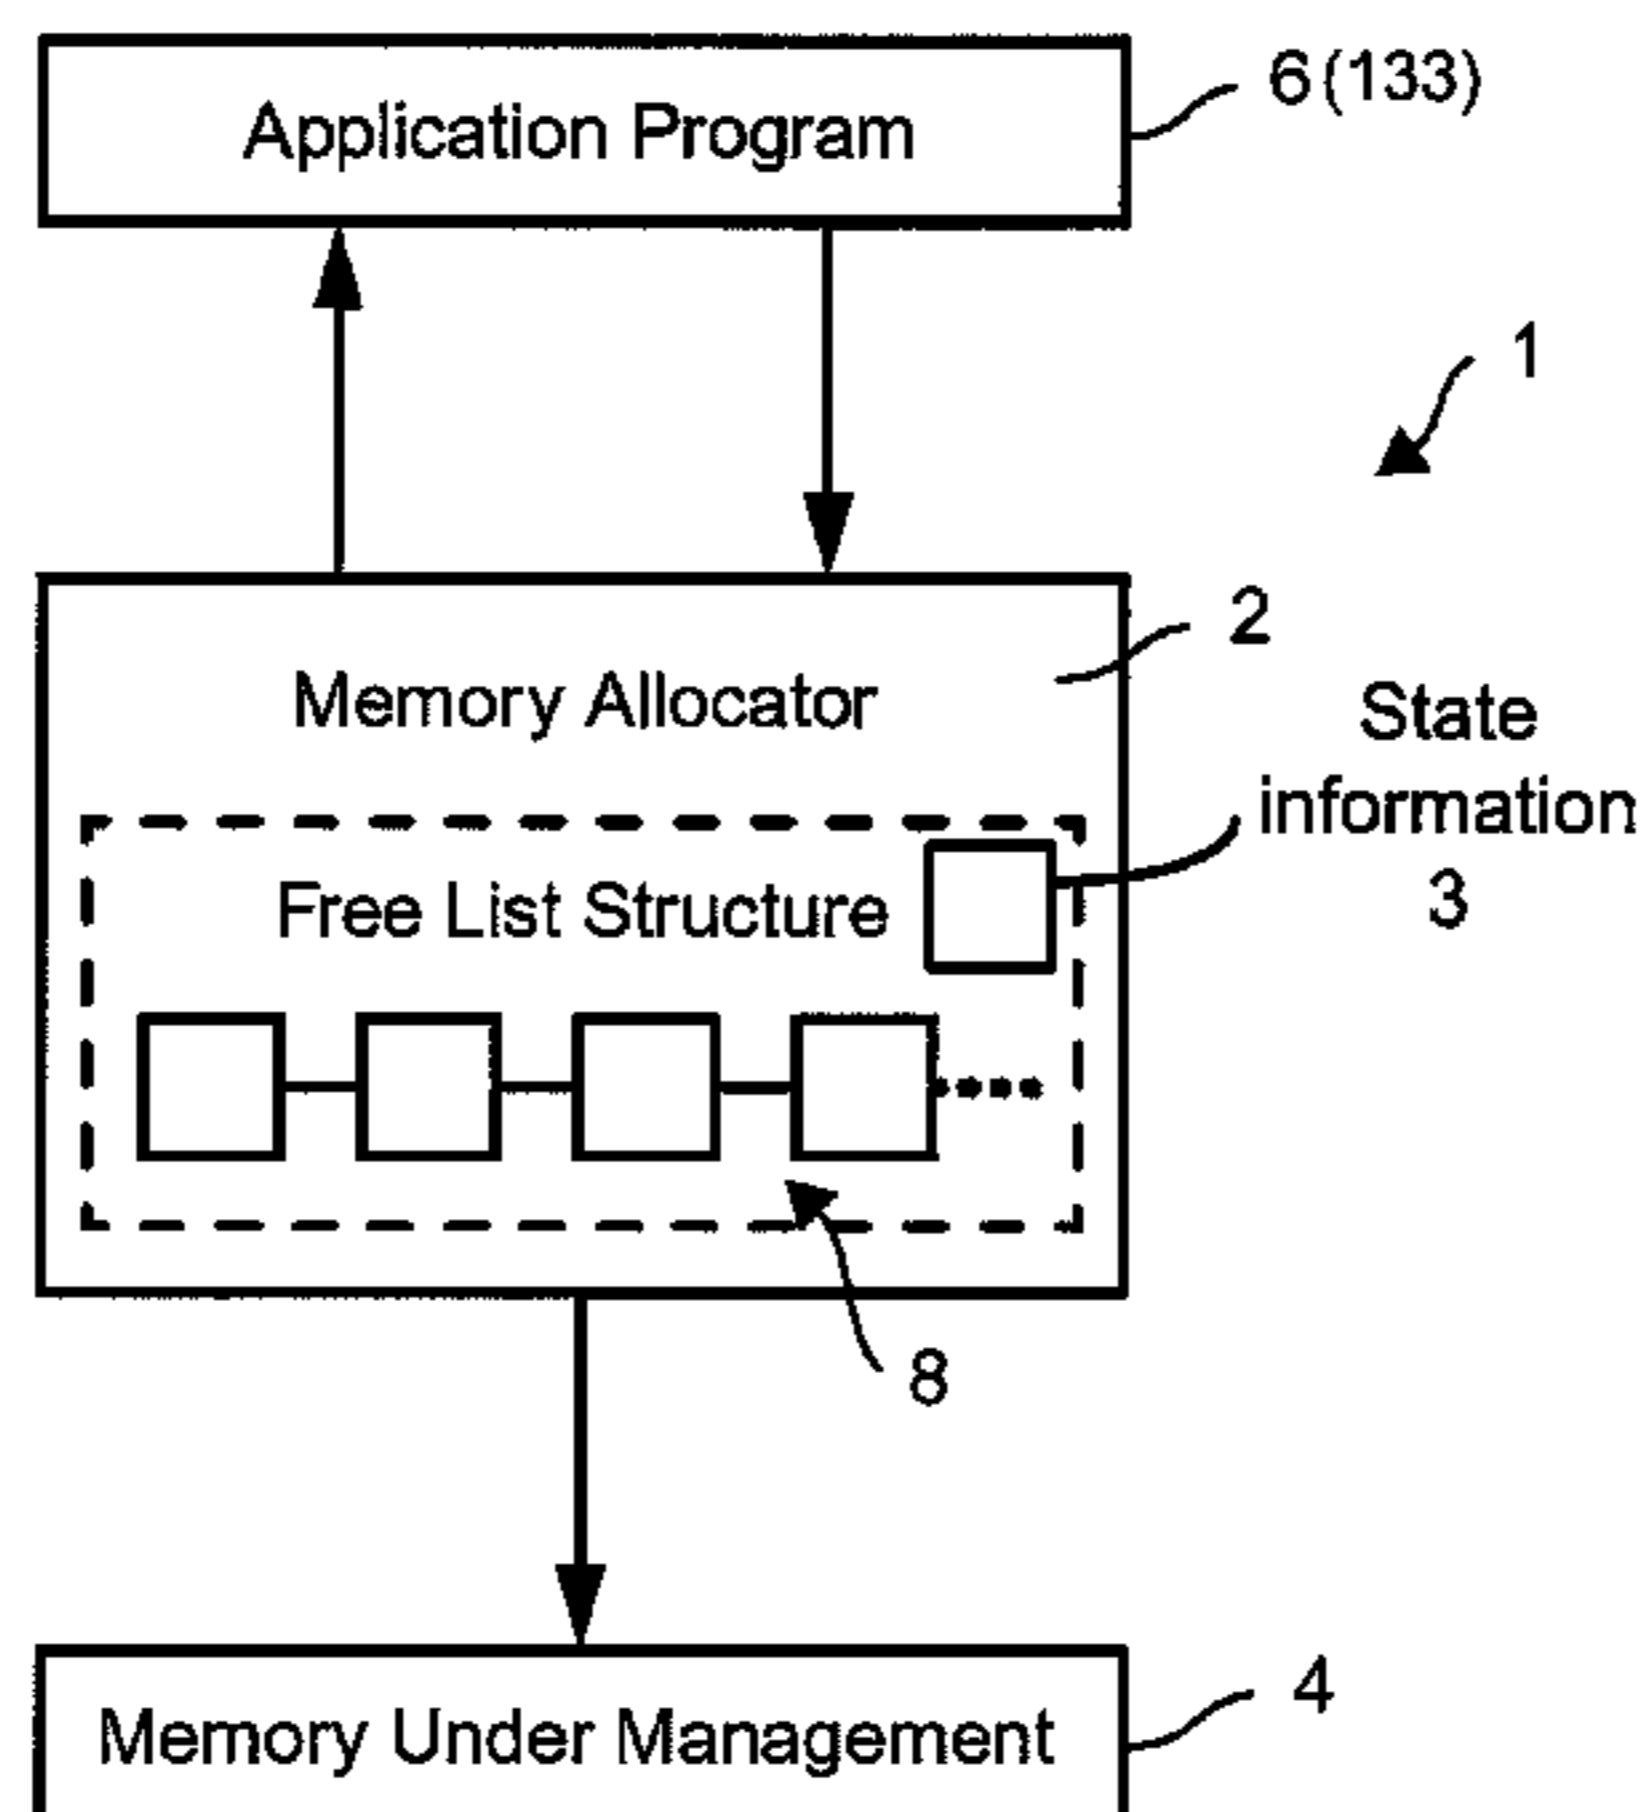 Application Program
6 (133)
1
Memory Allocator
2
State
information
3
Free List Structure
8
Memory Under Management
4